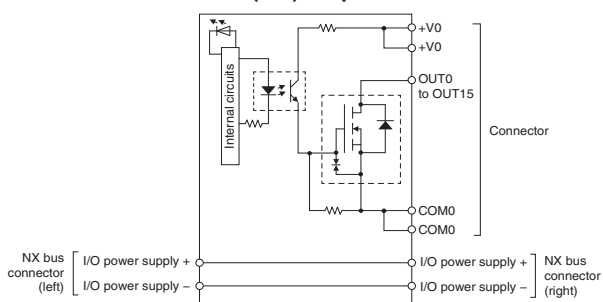 +V0
+V0
OUT0
to OUT15
Internal circuits
Connector
COM0
COM0
NX bus
connector
(left)
I/O power supply +
I/O power supply –
I/O power supply +
I/O power supply –
NX bus
connector
(right)